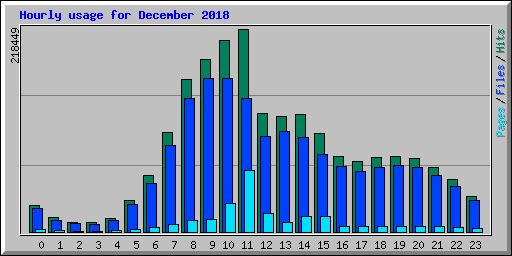 Hourly usage for December 2018
218449
Pages/Files/Hits
0 1 2 3 4 5 6 7 8 9 10 11 12 13 14 15 16 17 18 19 20 21 22 23